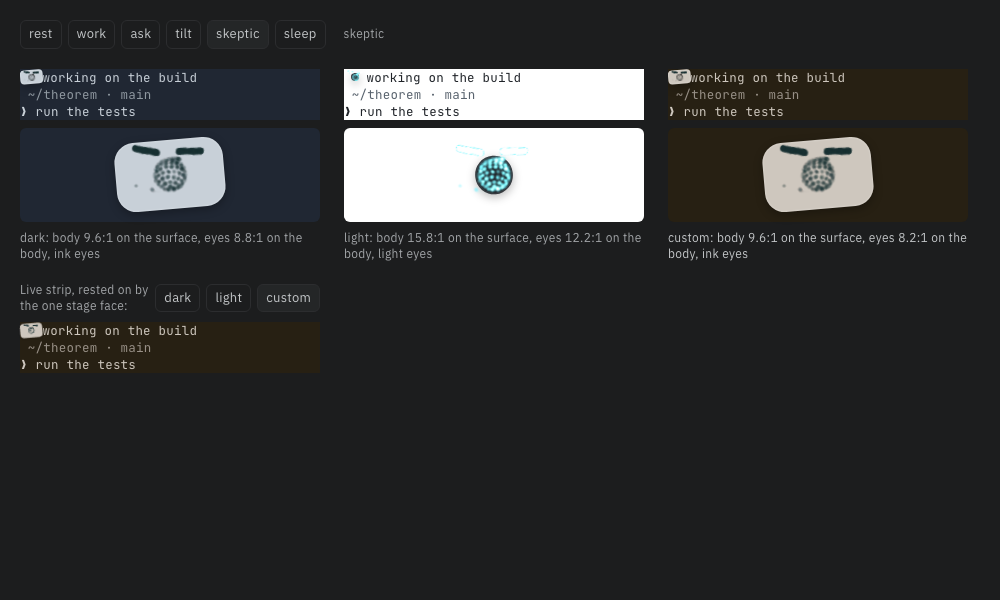 rest work ask tilt skeptic sleep skeptic
working on the build
~/theorem · main
❯ run the tests
working on the build
~/theorem · main
❯ run the tests
working on the build
~/theorem · main
❯ run the tests
dark: body 9.6:1 on the surface, eyes 8.8:1 on the
body, ink eyes
light: body 15.8:1 on the surface, eyes 12.2:1 on the
body, light eyes
custom: body 9.6:1 on the surface, eyes 8.2:1 on the
body, ink eyes
Live strip, rested on by
the one stage face:
dark light custom
working on the build
~/theorem · main
❯ run the tests